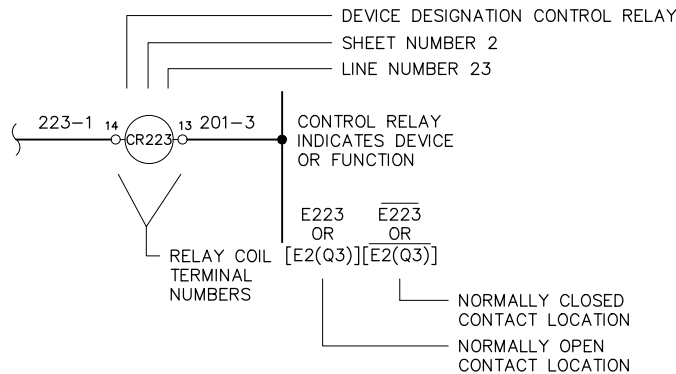 DEVICE DESIGNATION CONTROL RELAY
SHEET NUMBER 2
LINE NUMBER 23
223-1 14 CR223 13 201-3
CONTROL RELAY
INDICATES DEVICE
OR FUNCTION
E223 E223
OR OR
[E2(Q3)][E2(Q3)]
RELAY COIL
TERMINAL
NUMBERS
NORMALLY CLOSED
CONTACT LOCATION
NORMALLY OPEN
CONTACT LOCATION